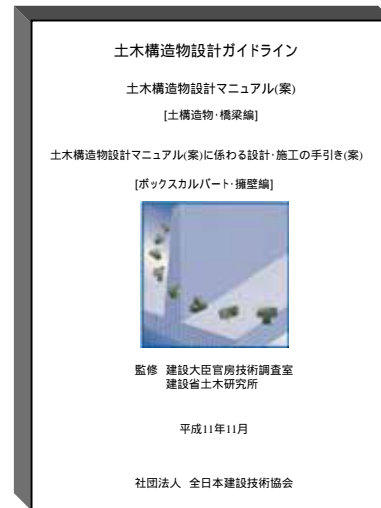 土木構造物設計ガイドライン
土木構造物設計マニュアル(案)
[土構造物･橋梁編]
土木構造物設計マニュアル(案)に係わる設計･施工の手引き(案)
[ボックスカルバート･擁壁編]
監修 建設大臣官房技術調査室
建設省土木研究所
平成11年11月
社団法人 全日本建設技術協会